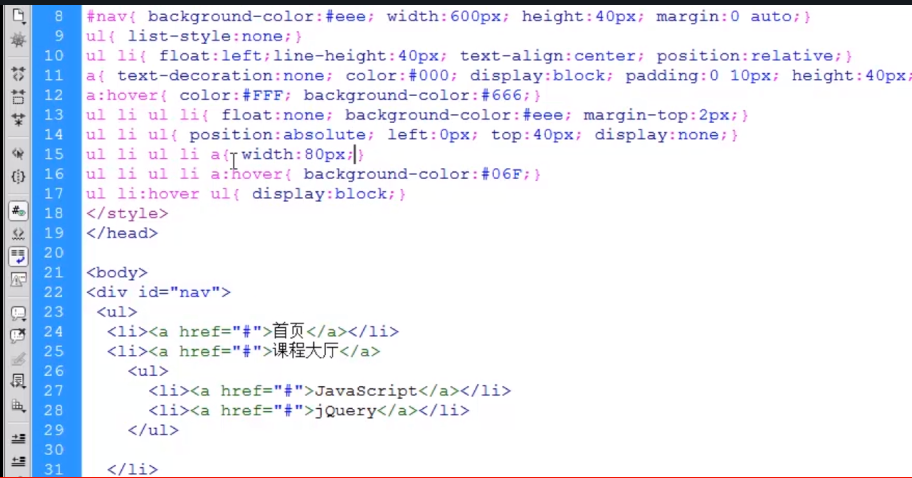 8 #nav{ background-color:#eee; width:600px; height:40px; margin:0 auto;}
9 ul{ list-style:none;}
10 ul li{ float:left;line-height:40px; text-align:center; position:relative;}
11 a{ text-decoration:none; color:#000; display:block; padding:0 10px; height:40px;
12 a:hover{ color:#FFF; background-color:#666;}
13 ul li ul li{ float:none; background-color:#eee; margin-top:2px;}
14 ul li ul{ position:absolute; left:0px; top:40px; display:none;}
15 ul li ul li a{ width:80px;}
16 ul li ul li a:hover{ background-color:#06F;}
17 ul li:hover ul{ display:block;}
18 </style>
19 </head>
20
21 <body>
22 <div id="nav">
23 <ul>
24 <li><a href="#">首页</a></li>
25 <li><a href="#">课程大厅</a>
26 <ul>
27 <li><a href="#">JavaScript</a></li>
28 <li><a href="#">jQuery</a></li>
29 </ul>
30
31 </li>